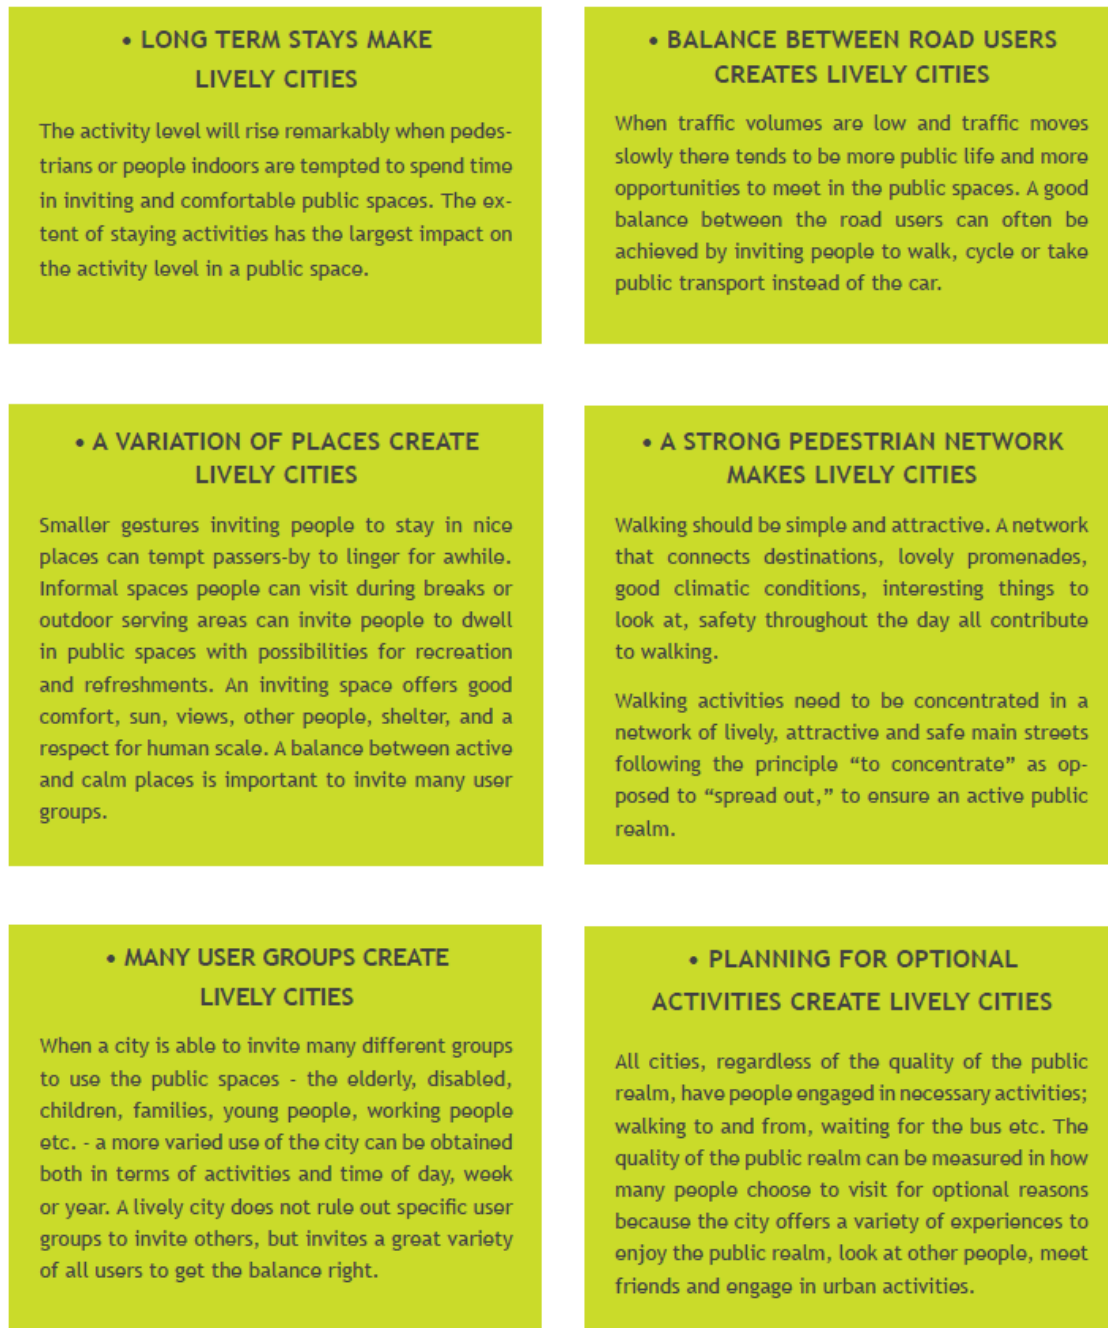 • LONG TERM STAYS MAKE
LIVELY CITIES
The activity level will rise remarkably when pedes-
trians or people indoors are tempted to spend time
in inviting and comfortable public spaces. The ex-
tent of staying activities has the largest impact on
the activity level in a public space.
• BALANCE BETWEEN ROAD USERS
CREATES LIVELY CITIES
When traffic volumes are low and traffic moves
slowly there tends to be more public life and more
opportunities to meet in the public spaces. A good
balance between the road users can often be
achieved by inviting people to walk, cycle or take
public transport instead of the car.
• A VARIATION OF PLACES CREATE
LIVELY CITIES
Smaller gestures inviting people to stay in nice
places can tempt passers-by to linger for awhile.
Informal spaces people can visit during breaks or
outdoor serving areas can invite people to dwell
in public spaces with possibilities for recreation
and refreshments. An inviting space offers good
comfort, sun, views, other people, shelter, and a
respect for human scale. A balance between active
and calm places is important to invite many user
groups.
• A STRONG PEDESTRIAN NETWORK
MAKES LIVELY CITIES
Walking should be simple and attractive. A network
that connects destinations, lovely promenades,
good climatic conditions, interesting things to
look at, safety throughout the day all contribute
to walking.
Walking activities need to be concentrated in a
network of lively, attractive and safe main streets
following the principle “to concentrate” as op-
posed to “spread out,” to ensure an active public
realm.
• MANY USER GROUPS CREATE
LIVELY CITIES
When a city is able to invite many different groups
to use the public spaces - the elderly, disabled,
children, families, young people, working people
etc. - a more varied use of the city can be obtained
both in terms of activities and time of day, week
or year. A lively city does not rule out specific user
groups to invite others, but invites a great variety
of all users to get the balance right.
• PLANNING FOR OPTIONAL
ACTIVITIES CREATE LIVELY CITIES
All cities, regardless of the quality of the public
realm, have people engaged in necessary activities;
walking to and from, waiting for the bus etc. The
quality of the public realm can be measured in how
many people choose to visit for optional reasons
because the city offers a variety of experiences to
enjoy the public realm, look at other people, meet
friends and engage in urban activities.